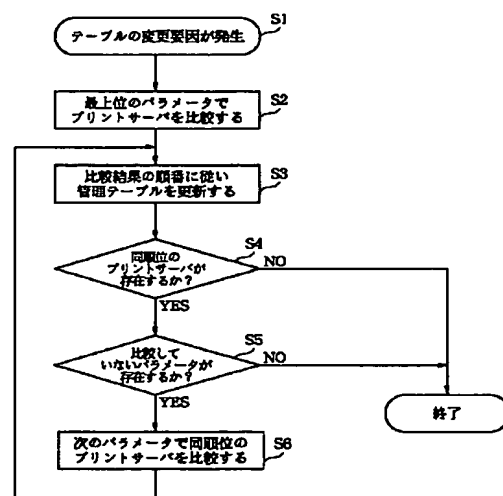 S1
テーブルの変更要因が発生
S2
最上位のパラメータで
プリントサーバを比較する
S3
比較結果の順番に従い
管理テーブルを更新する
S4
同順位の
プリントサーバが
存在するか?
NO
YES
S5
比較して
いないパラメータが
存在するか?
NO
YES
終了
S6
次のパラメータで同順位の
プリントサーバを比較する